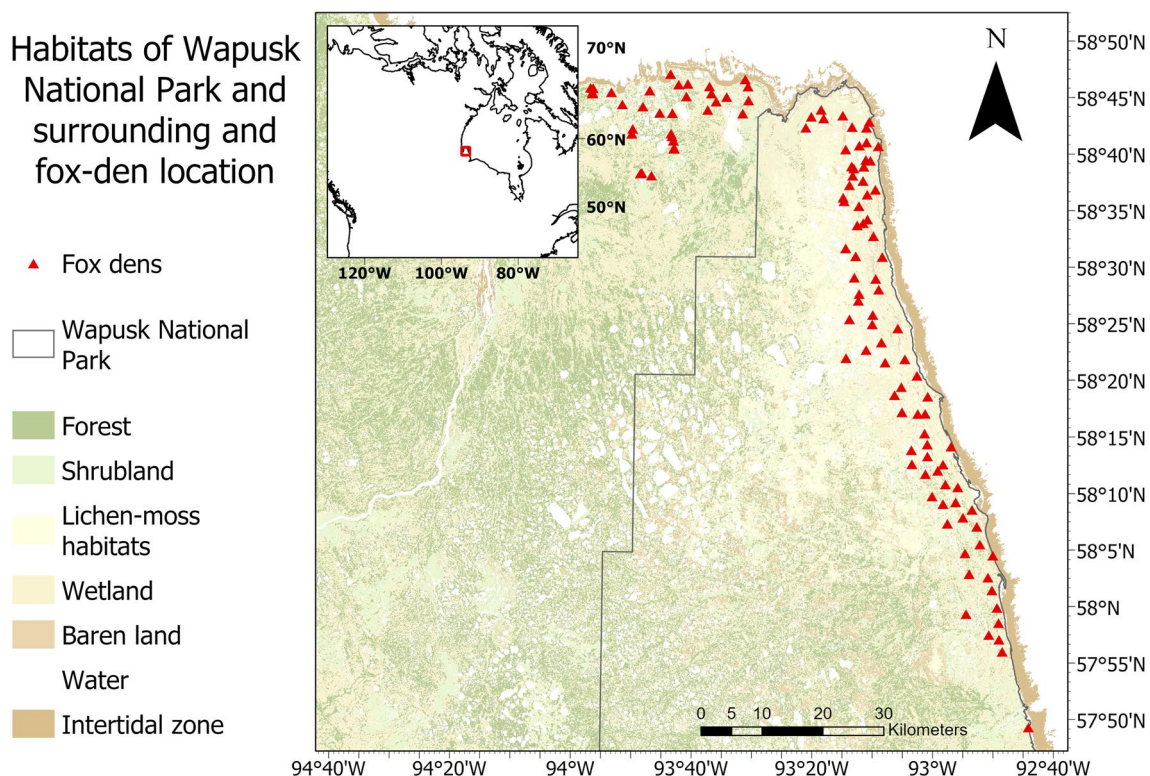 Habitats of Wapusk
National Park and
surrounding and
fox-den location
Fox dens
Wapusk National
Park
Forest
Shrubland
Lichen-moss
habitats
Wetland
Baren land
Water
Intertidal zone
70°N
60°N
50°N
120°W 100°W 80°W
N
58°50'N
58°45'N
58°40'N
58°35'N
58°30'N
58°25'N
58°20'N
58°15'N
58°10'N
58°5'N
58°N
57°55'N
57°50'N
0 5 10 20 30
Kilometers
94°40'W 94°20'W 94°W 93°40'W 93°20'W 93°W 92°40'W